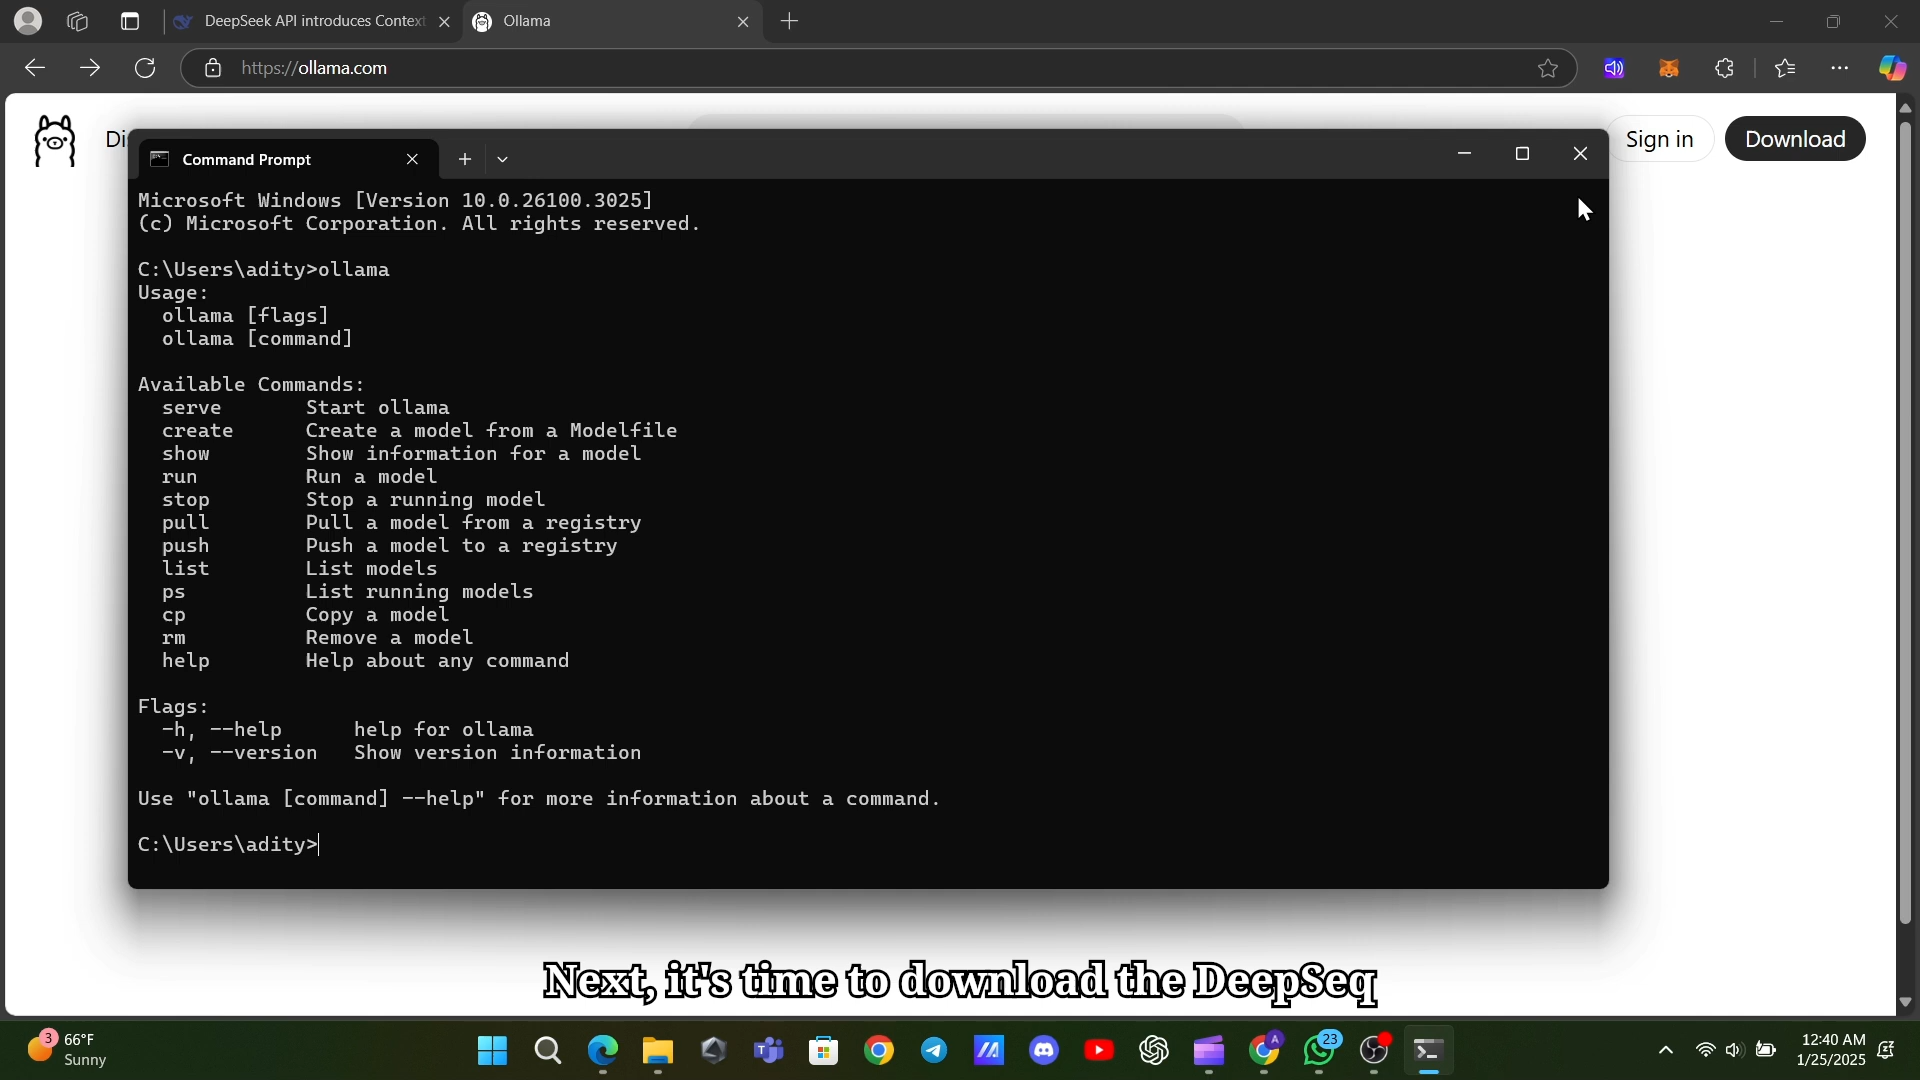 DeepSeek API introduces Context
Ollama
https://ollama.com
Sign in
Download
Command Prompt
Microsoft Windows [Version 10.0.26100.3025]
(c) Microsoft Corporation. All rights reserved.
C:\Users\adity>ollama
Usage:
ollama [flags]
ollama [command]
Available Commands:
serve Start ollama
create Create a model from a Modelfile
show Show information for a model
run Run a model
stop Stop a running model
pull Pull a model from a registry
push Push a model to a registry
list List models
ps List running models
cp Copy a model
rm Remove a model
help Help about any command
Flags:
-h, --help help for ollama
-v, --version Show version information
Use "ollama [command] --help" for more information about a command.
C:\Users\adity>
Next, it's time to download the DeepSeq
3
66°F
Sunny
A
23
12:40 AM
1/25/2025